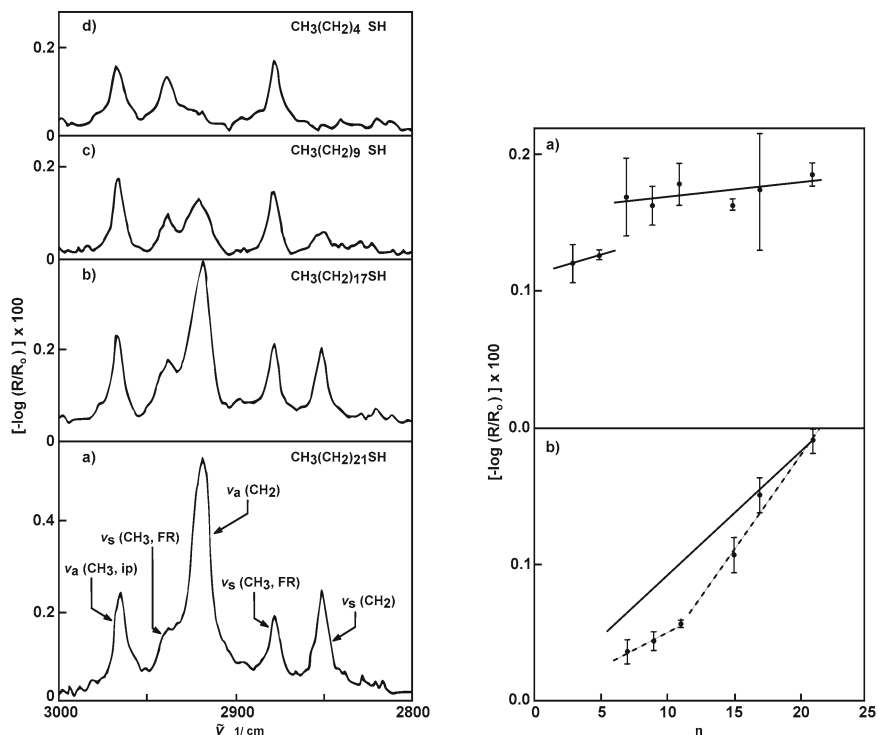 d) CH3(CH2)4 SH
0.2
0
c) CH3(CH2)9 SH
0.2
0
b) CH3(CH2)17SH
0.2
0
a) CH3(CH2)21SH
0.4
0.2
0
νa (CH3, ip)
νs (CH3, FR)
νa (CH2)
νs (CH3, FR)
νs (CH2)
3000 2900 2800
ν̃ 1/ cm
[-log (R/Ro) ] x 100
a)
0.2
0.1
0.0
b)
0.1
0.0
0 5 10 15 20 25
n
[-log (R/Ro) ] x 100